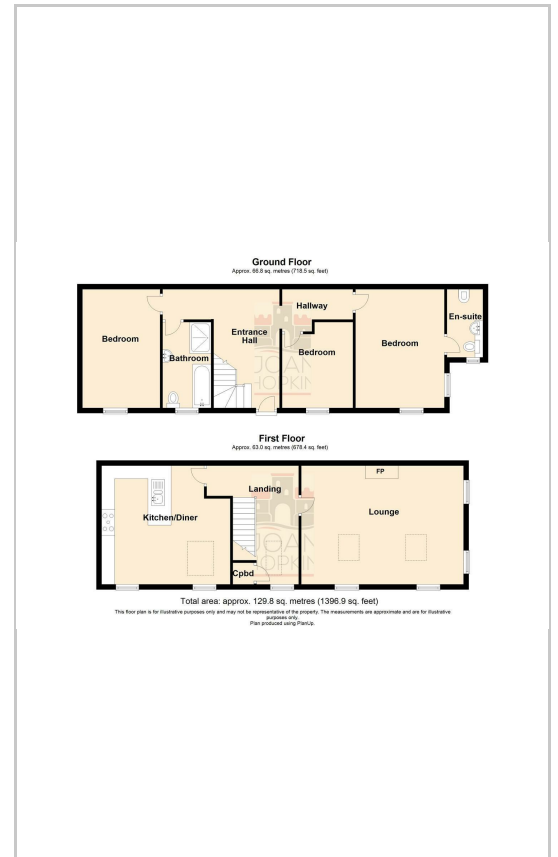 Ground Floor
Approx. 66.8 sq. metres (718.5 sq. feet)
Hallway
En-suite
Bedroom
Entrance
Hall
Bedroom
Bathroom
Bedroom
JOAN
HOPKIN
First Floor
Approx. 63.0 sq. metres (678.4 sq. feet)
FP
Landing
Kitchen/Diner
Lounge
JOAN
HOPKIN
Cpbd
Total area: approx. 129.8 sq. metres (1396.9 sq. feet)
This floor plan is for illustrative purposes only and may not be representative of the property. The measurements are approximate and are for illustrative
purposes only.
Plan produced using PlanUp.